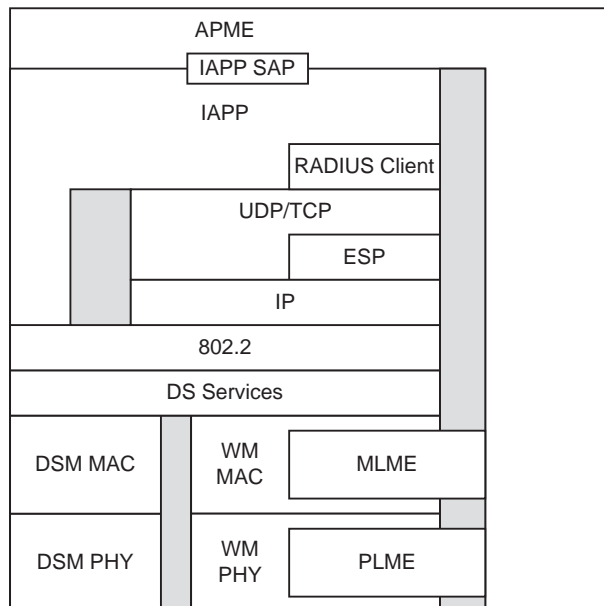 APME
IAPP SAP
IAPP
RADIUS Client
UDP/TCP
ESP
IP
802.2
DS Services
DSM MAC
WM
MAC
MLME
DSM PHY
WM
PHY
PLME